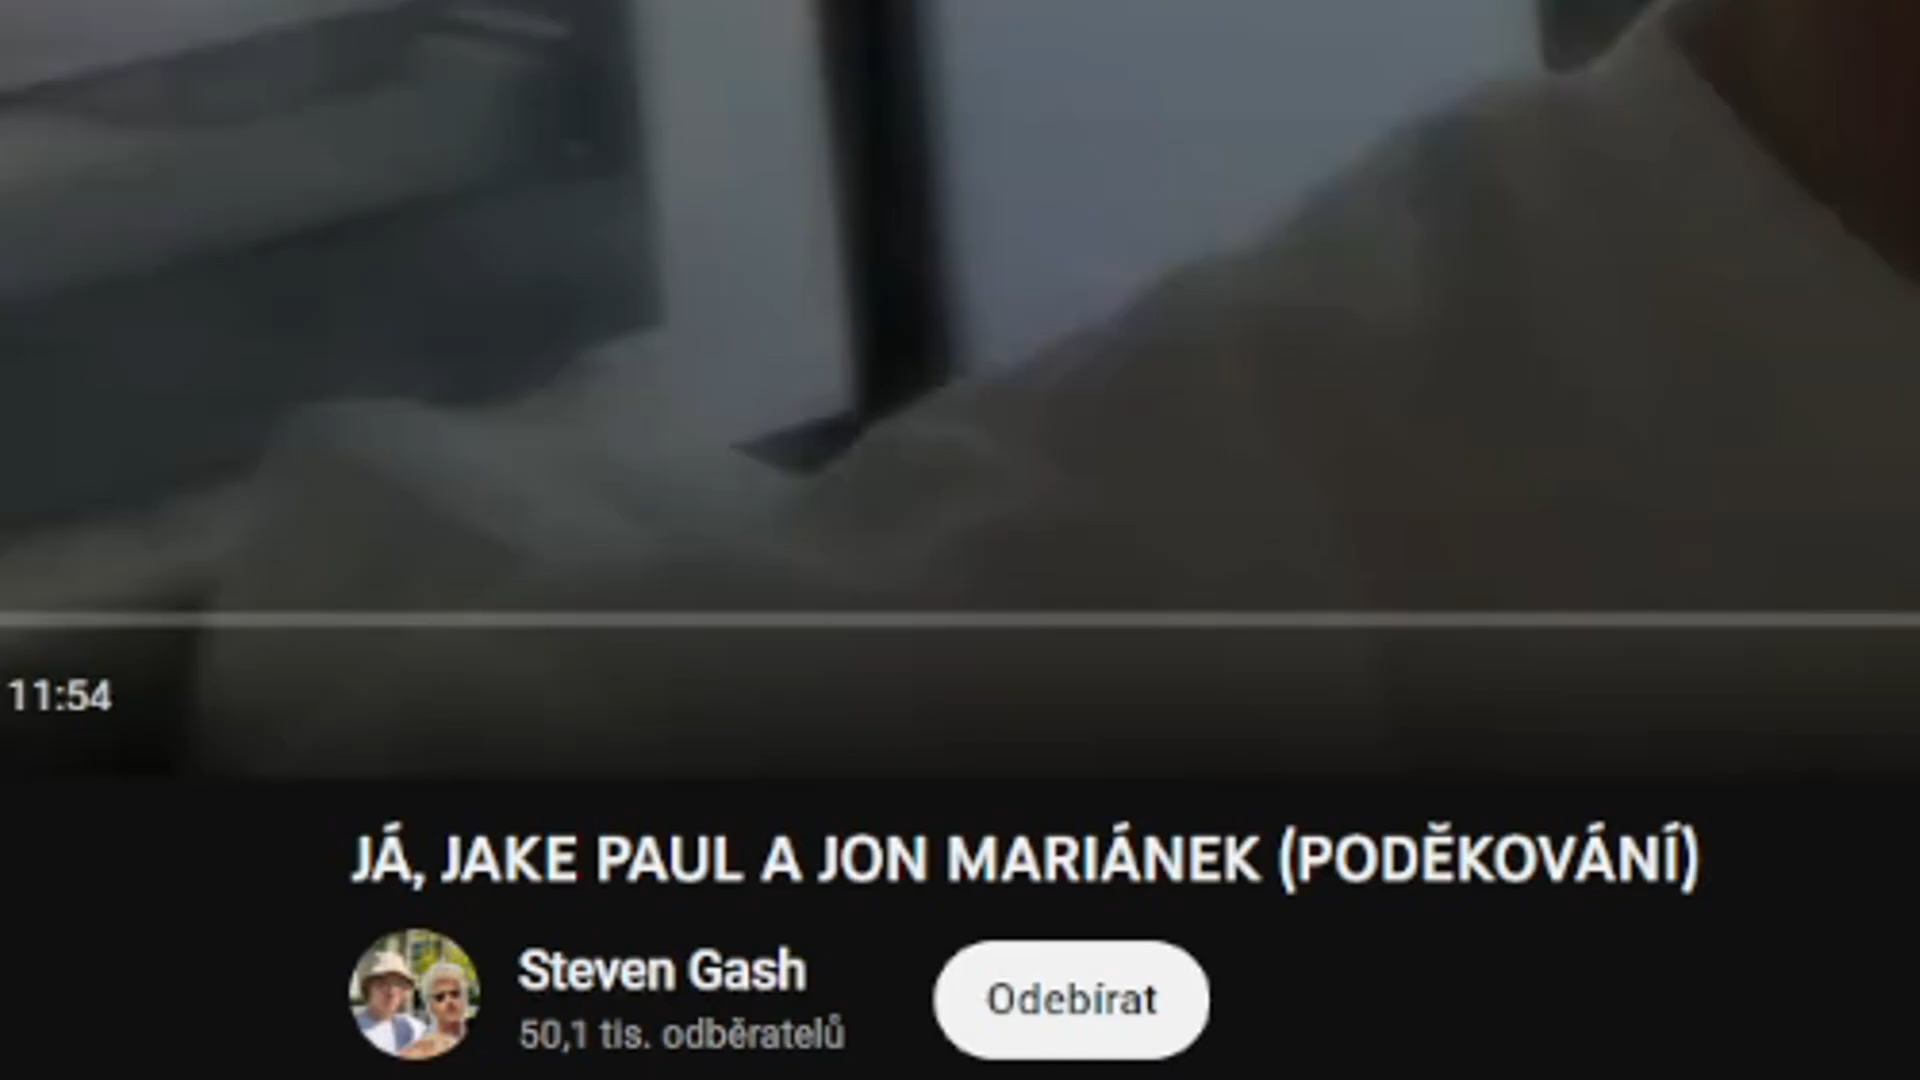 11:54
JÁ, JAKE PAUL A JON MARIÁNEK (PODĚKOVÁNÍ)
Steven Gash
Odebírat
50,1 tis. odběratelů